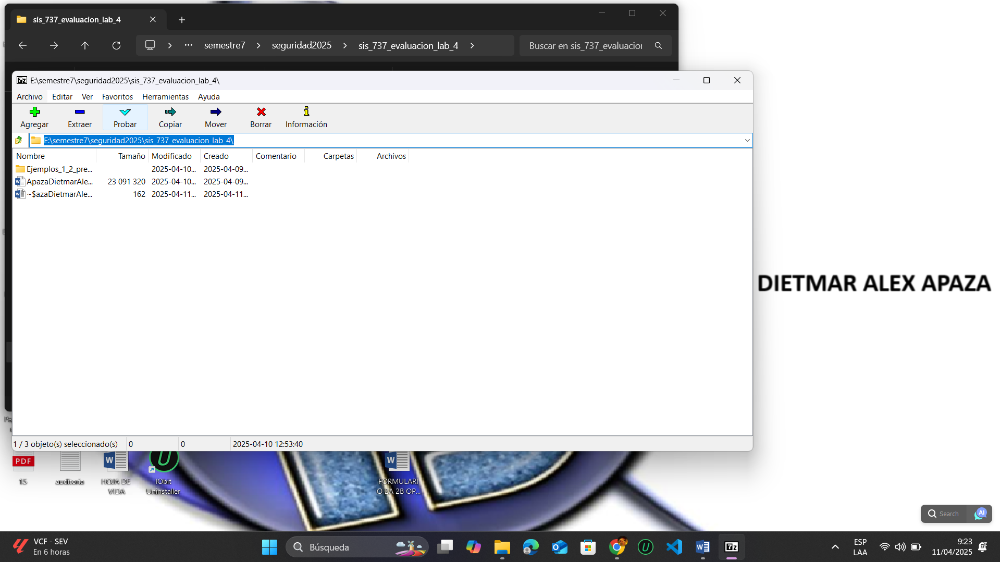 sis_737_evaluacion_lab_4
semestre7
seguridad2025
sis_737_evaluacion_lab_4
Buscar en sis_737_evaluacion
E:\semestre7\seguridad2025\sis_737_evaluacion_lab_4\
Archivo Editar Ver Favoritos Herramientas Ayuda
Agregar Extraer Probar Copiar Mover Borrar Información
E:\semestre7\seguridad2025\sis_737_evaluacion_lab_4\
Nombre Tamaño Modificado Creado Comentario Carpetas Archivos
Ejemplos_1_2_pre... 2025-04-10... 2025-04-09...
ApazaDietmarAle... 23 091 320 2025-04-10... 2025-04-09...
~$azaDietmarAle... 162 2025-04-11... 2025-04-11...
DIETMAR ALEX APAZA
1 / 3 objeto(s) seleccionado(s) 0 0 2025-04-10 12:53:40
PDF
15
auditoria
HOJA DE
VIDA
IObit
Uninstaller
FORMULARI
O 2A 2B OP...
Search
AI
VCF - SEV
En 6 horas
Búsqueda
ESP
LAA
9:23
11/04/2025